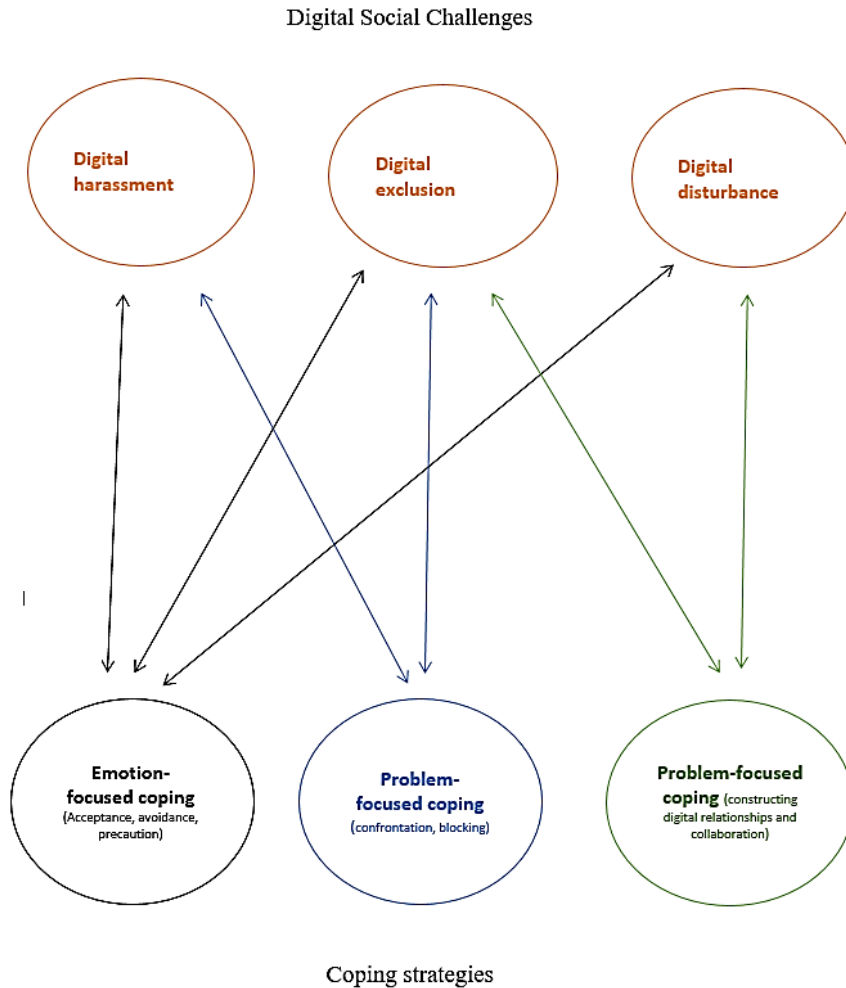 Digital Social Challenges
Digital
harassment
Digital
exclusion
Digital
disturbance
Emotion-
focused coping
(Acceptance, avoidance,
precaution)
Problem-
focused coping
(confrontation, blocking)
Problem-focused
coping (constructing
digital relationships and
collaboration)
Coping strategies